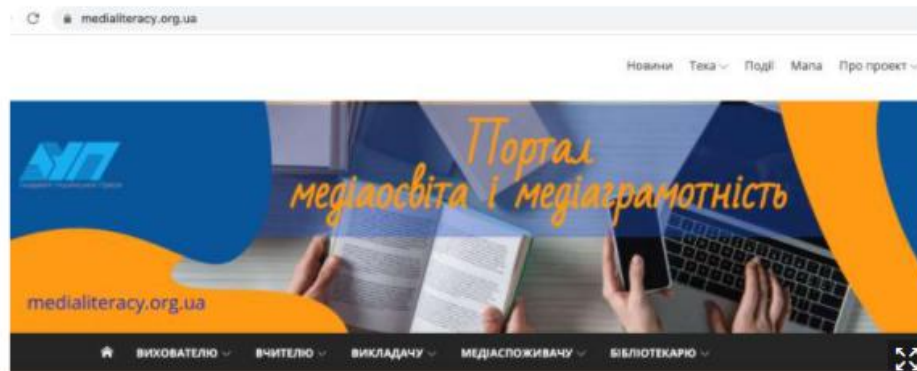 medialiteracy.org.ua
Новини Тека Події Мапа Про проект
АУП
Портал
медіаосвіта і медіаграмотність
medialiteracy.org.ua
ВИХОВАТЕЛЮ ВЧИТЕЛЮ ВИКЛАДАЧУ МЕДІАСПОЖИВАЧУ БІБЛІОТЕКАРЮ